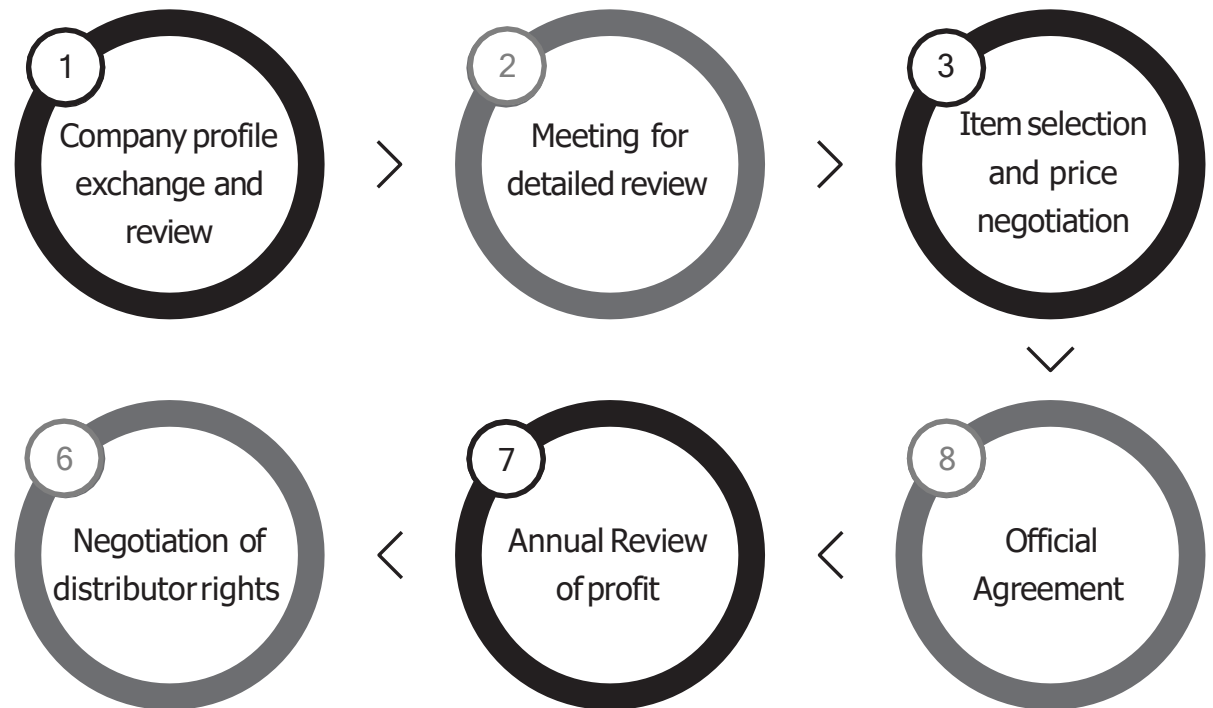 1
Company profile
exchange and
review
2
Meeting for
detailed review
3
Item selection
and price
negotiation
8
Official
Agreement
7
Annual Review
of profit
6
Negotiation of
distributor rights